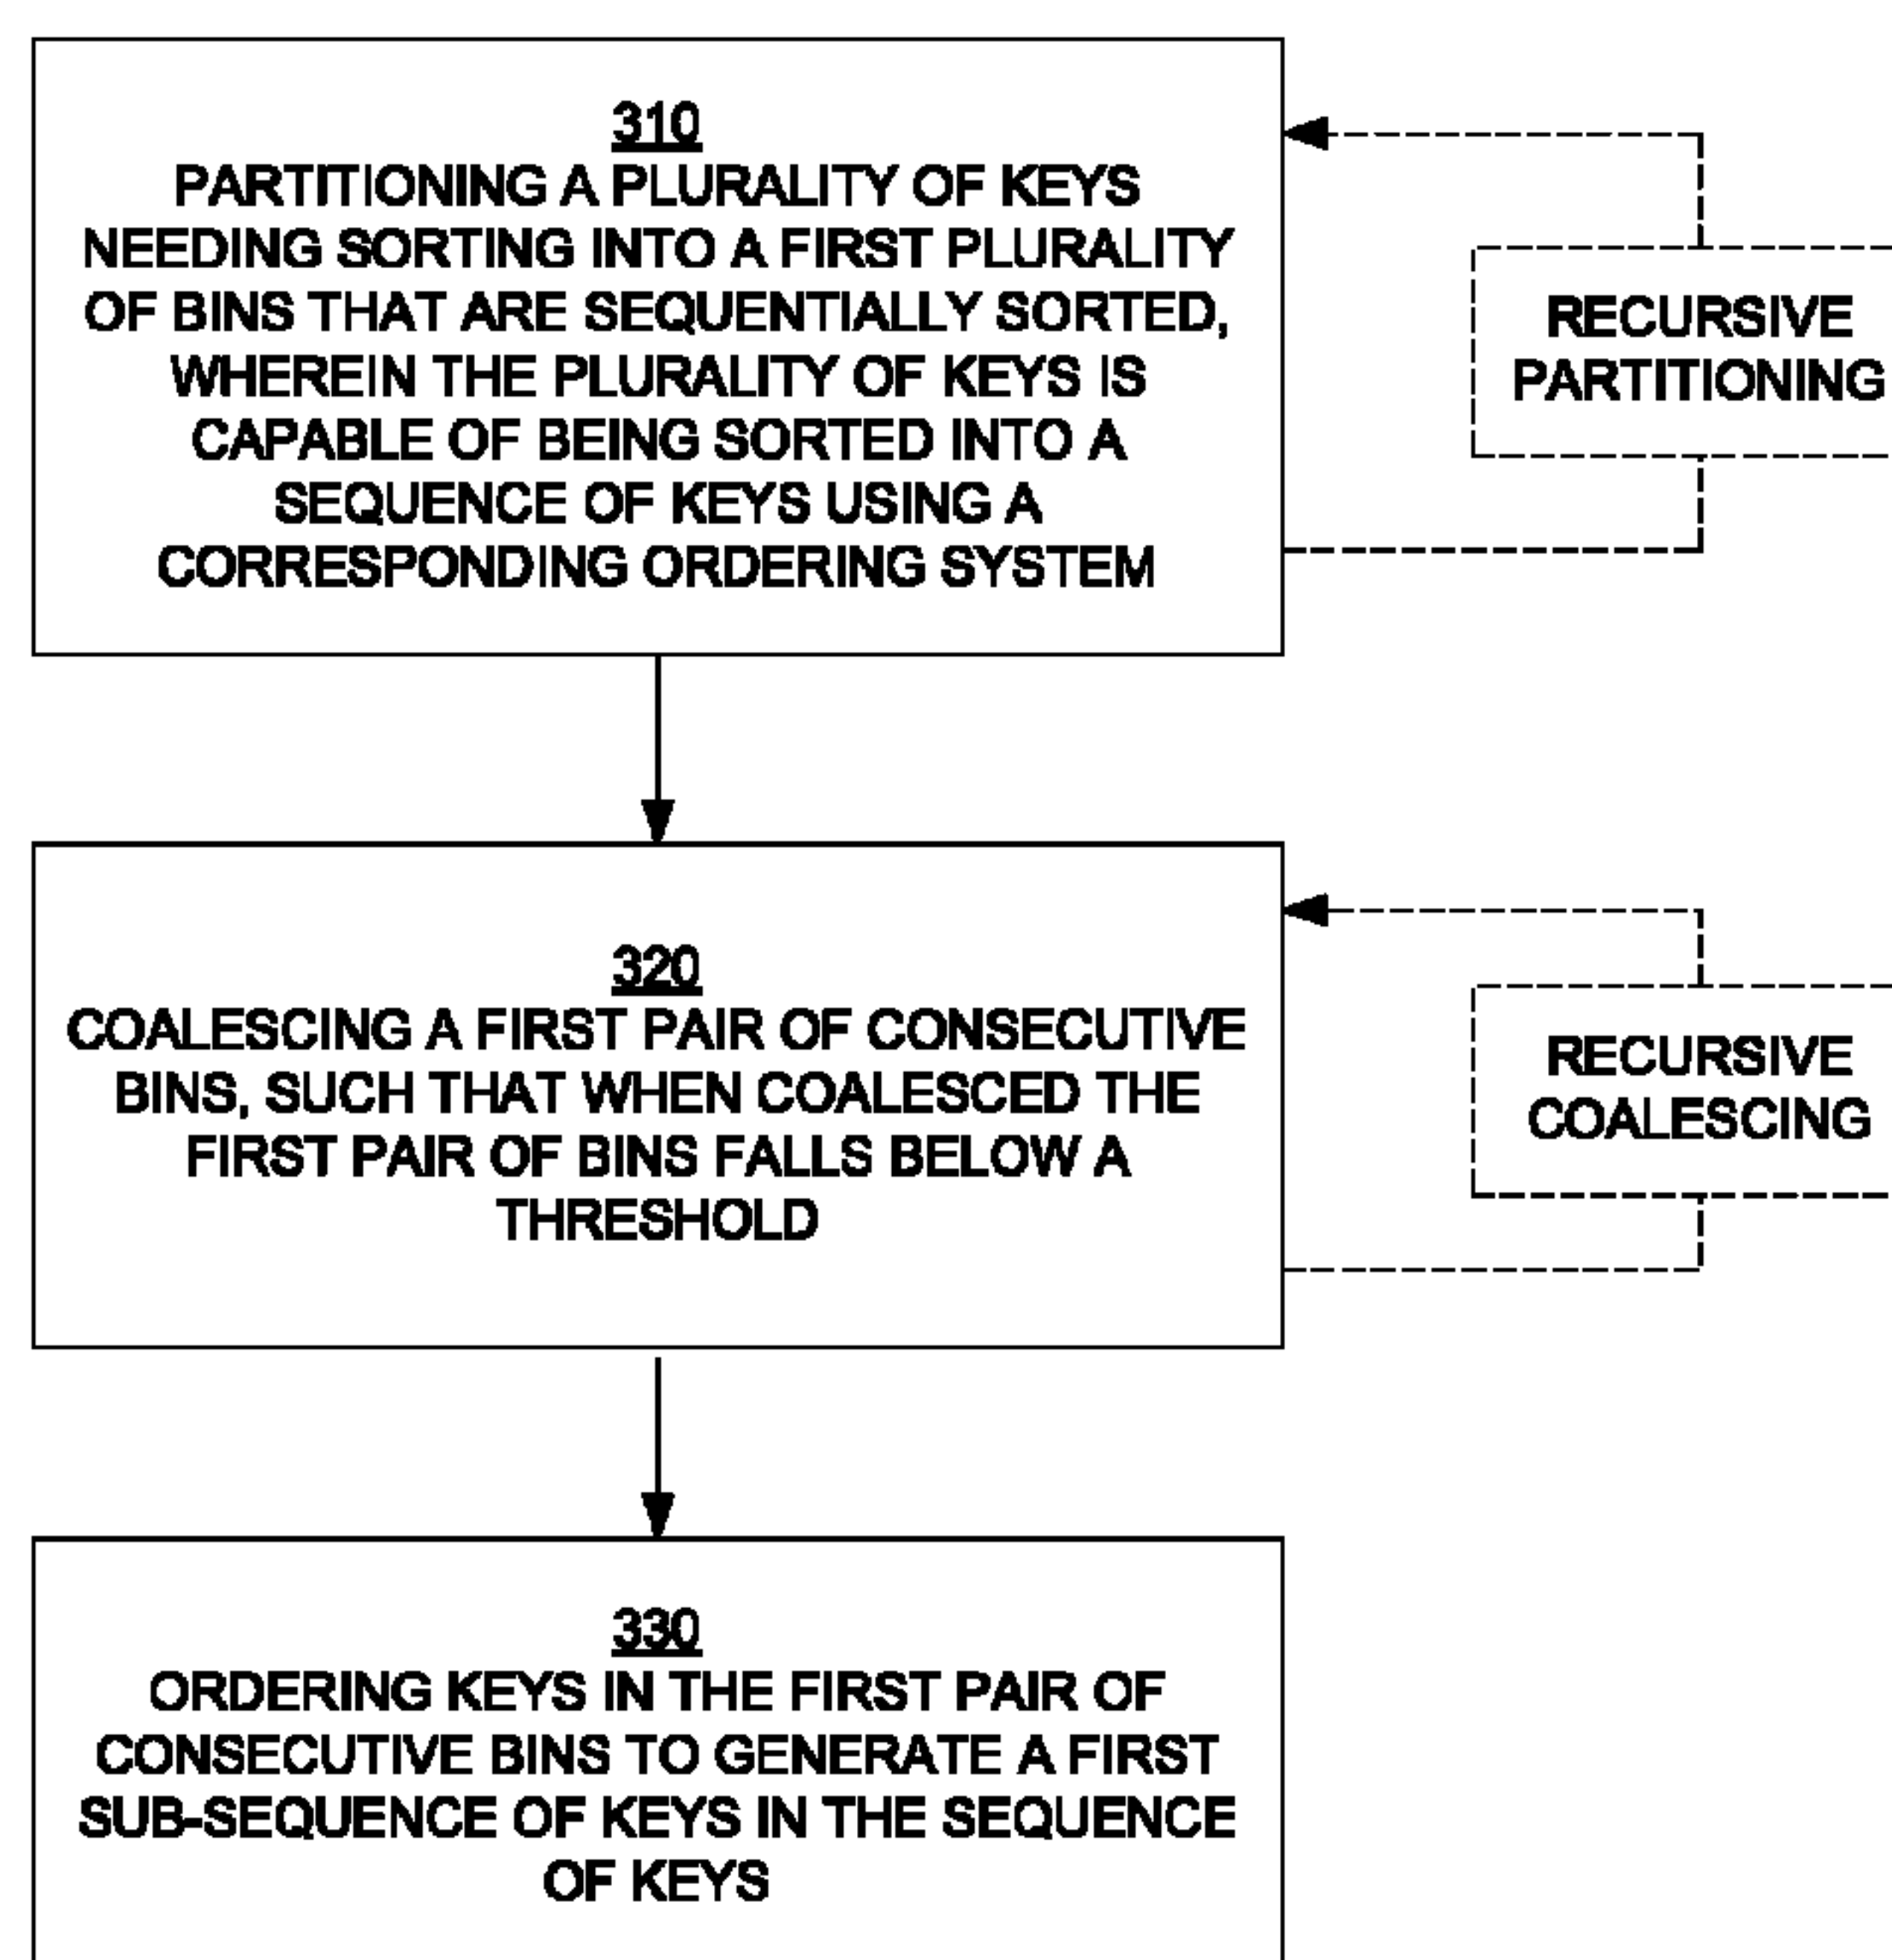 310
PARTITIONING A PLURALITY OF KEYS
NEEDING SORTING INTO A FIRST PLURALITY
OF BINS THAT ARE SEQUENTIALLY SORTED,
WHEREIN THE PLURALITY OF KEYS IS
CAPABLE OF BEING SORTED INTO A
SEQUENCE OF KEYS USING A
CORRESPONDING ORDERING SYSTEM
RECURSIVE
PARTITIONING
320
COALESCING A FIRST PAIR OF CONSECUTIVE
BINS, SUCH THAT WHEN COALESCED THE
FIRST PAIR OF BINS FALLS BELOW A
THRESHOLD
RECURSIVE
COALESCING
330
ORDERING KEYS IN THE FIRST PAIR OF
CONSECUTIVE BINS TO GENERATE A FIRST
SUB-SEQUENCE OF KEYS IN THE SEQUENCE
OF KEYS